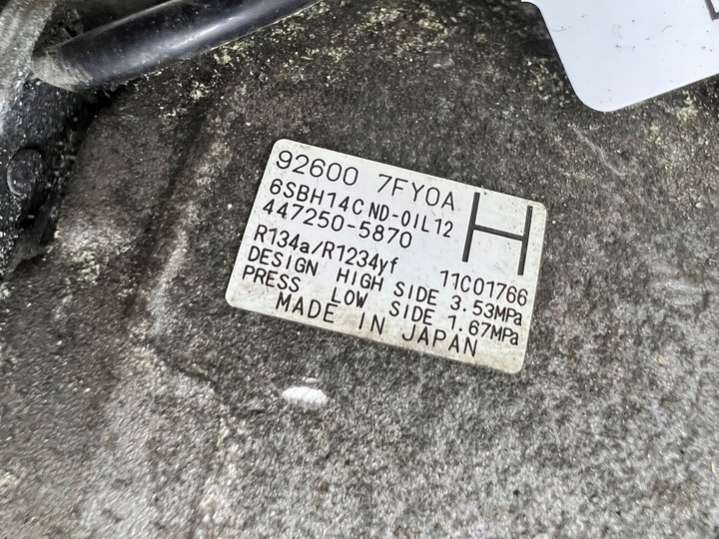 92600 7FY0A
6SBH14C ND-OIL12
447250-5870
H
R134a/R1234yf 11C01766
DESIGN HIGH SIDE 3.53MPa
PRESS LOW SIDE 1.67MPa
MADE IN JAPAN